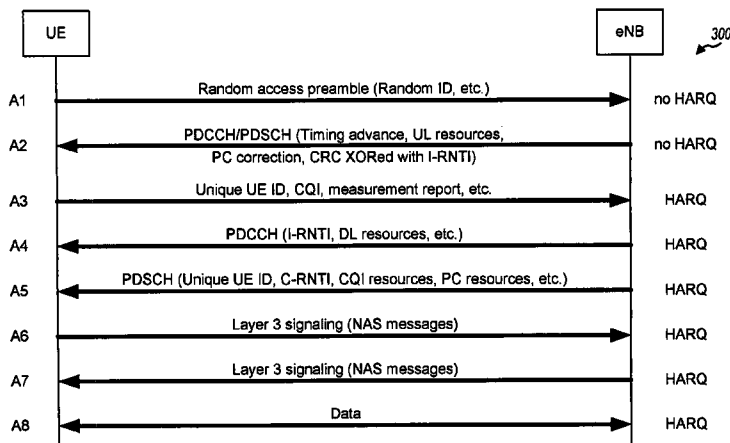 UE
eNB
300
A1
Random access preamble (Random ID, etc.)
no HARQ
A2
PDCCH/PDSCH (Timing advance, UL resources,
PC correction, CRC XORed with I-RNTI)
no HARQ
A3
Unique UE ID, CQI, measurement report, etc.
HARQ
A4
PDCCH (I-RNTI, DL resources, etc.)
HARQ
A5
PDSCH (Unique UE ID, C-RNTI, CQI resources, PC resources, etc.)
HARQ
A6
Layer 3 signaling (NAS messages)
HARQ
A7
Layer 3 signaling (NAS messages)
HARQ
A8
Data
HARQ